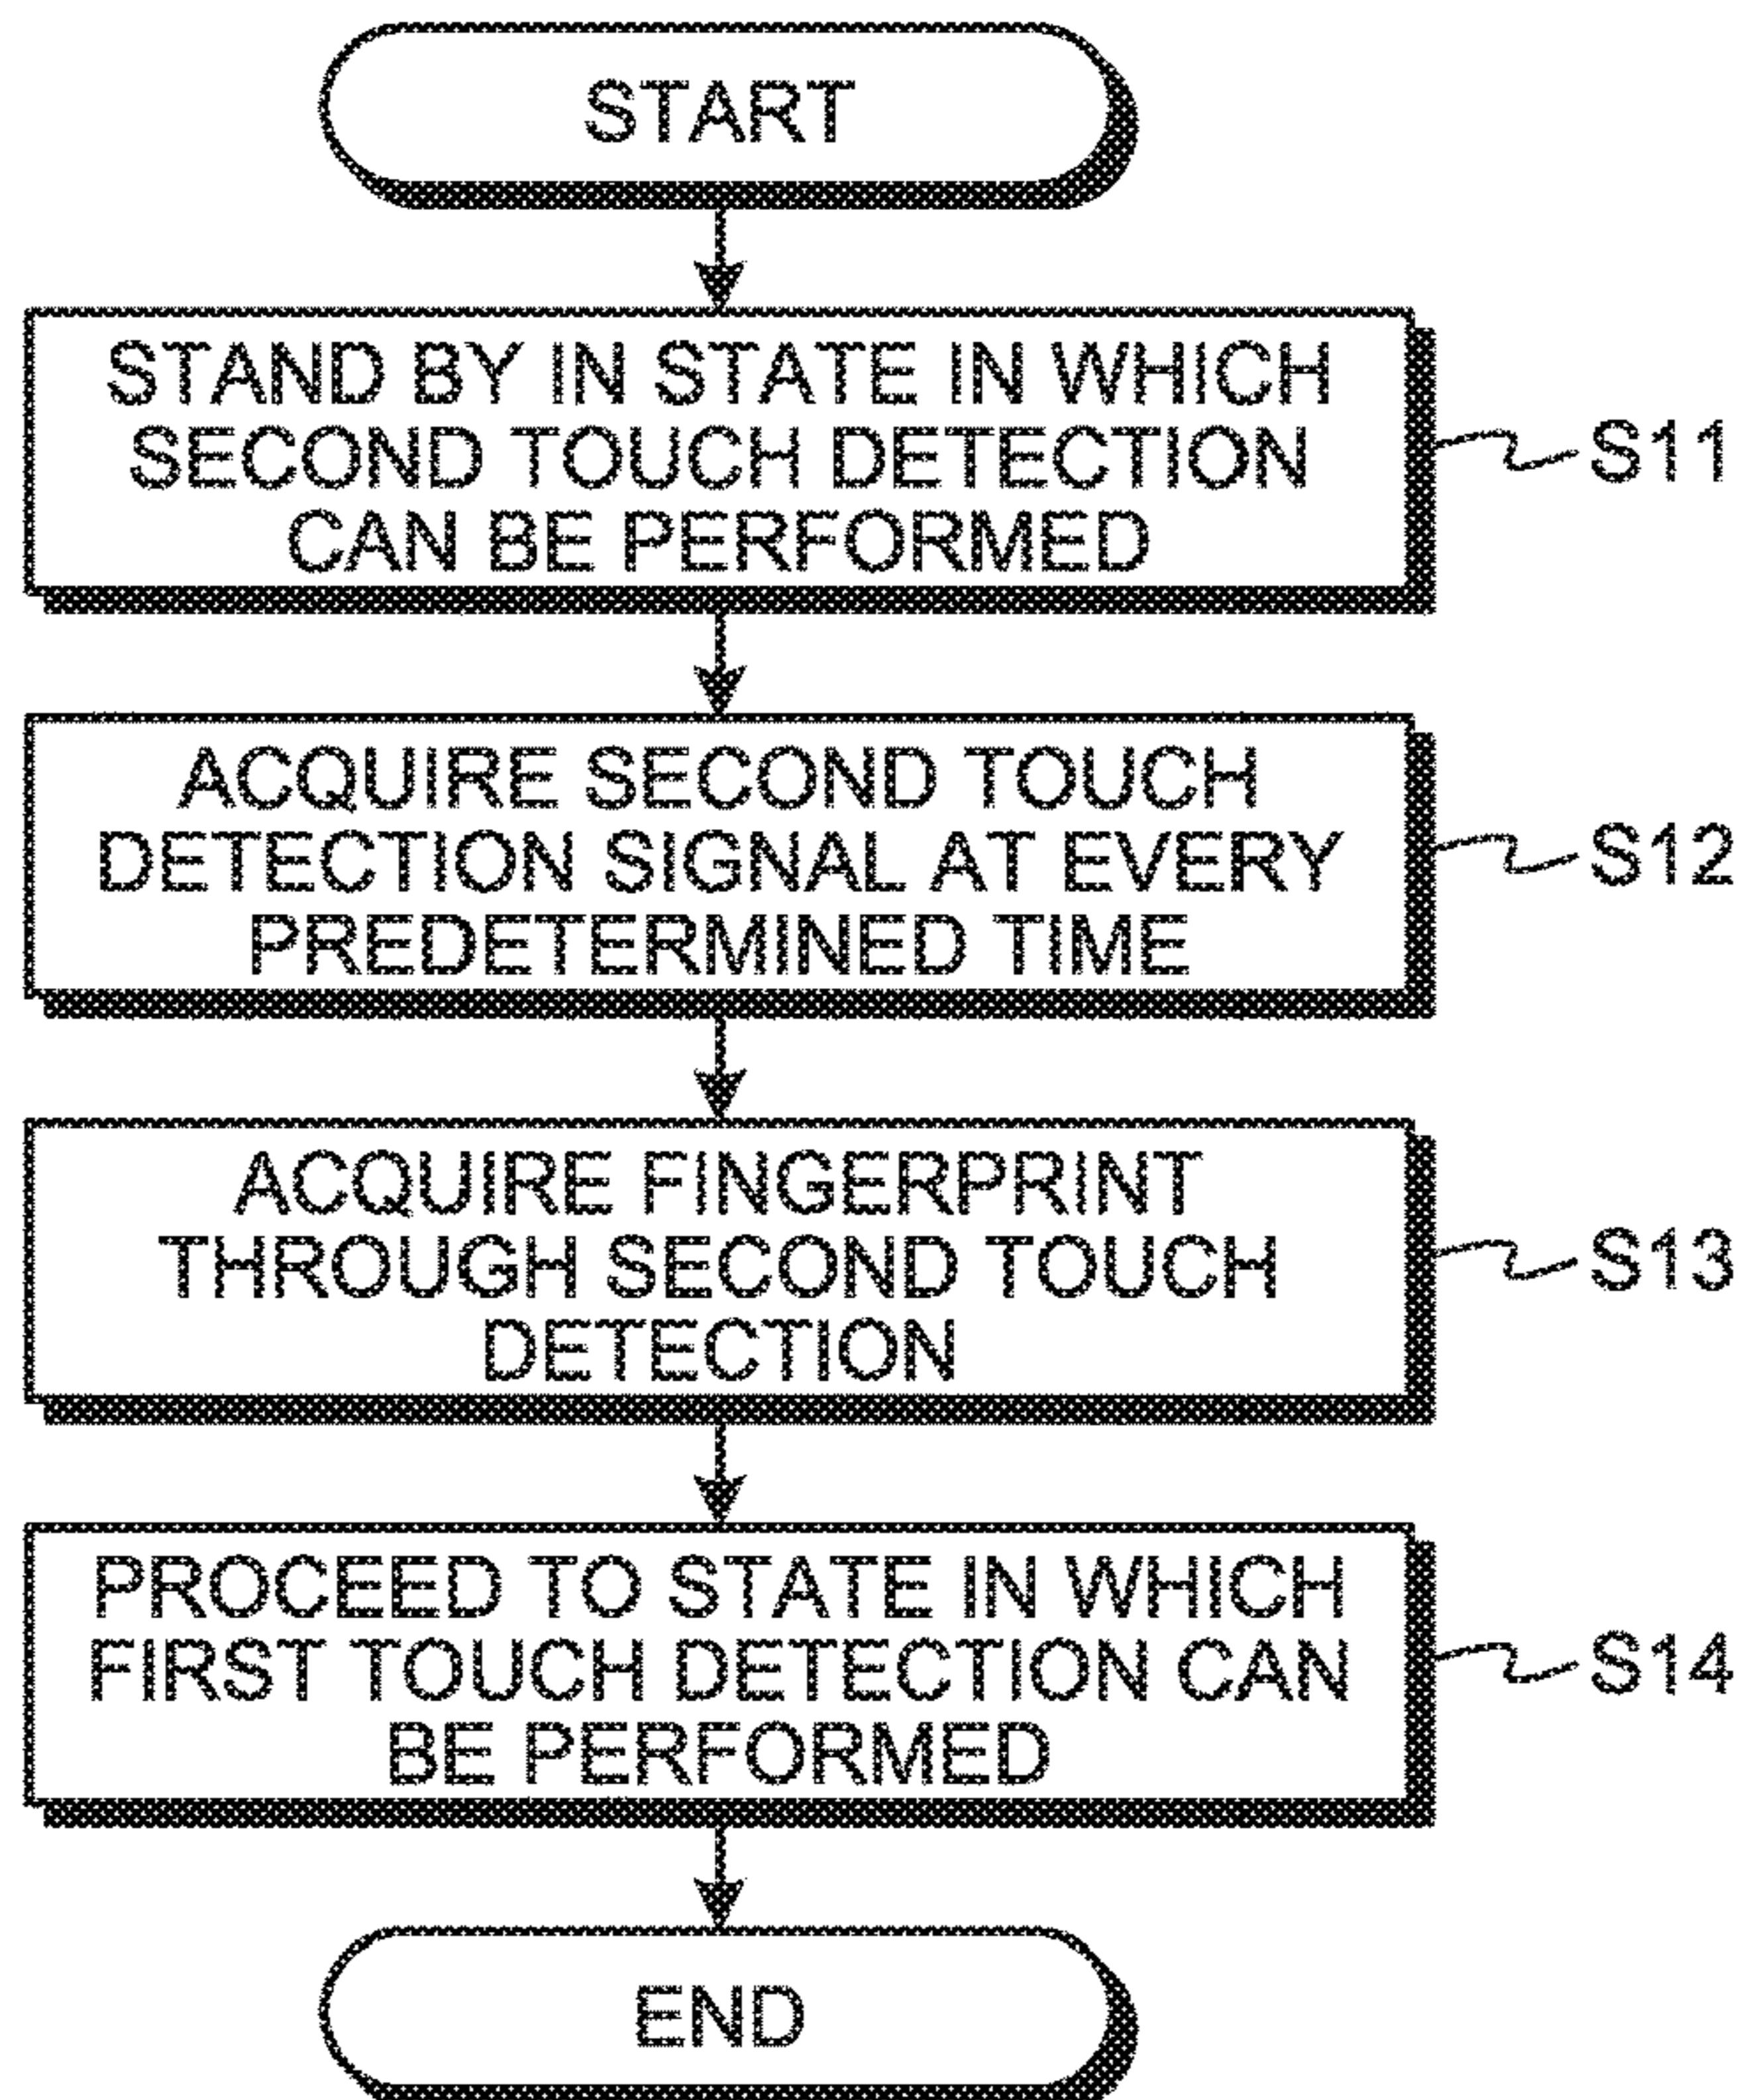 START
STAND BY IN STATE IN WHICH
SECOND TOUCH DETECTION
CAN BE PERFORMED
S11
ACQUIRE SECOND TOUCH
DETECTION SIGNAL AT EVERY
PREDETERMINED TIME
S12
ACQUIRE FINGERPRINT
THROUGH SECOND TOUCH
DETECTION
S13
PROCEED TO STATE IN WHICH
FIRST TOUCH DETECTION CAN
BE PERFORMED
S14
END